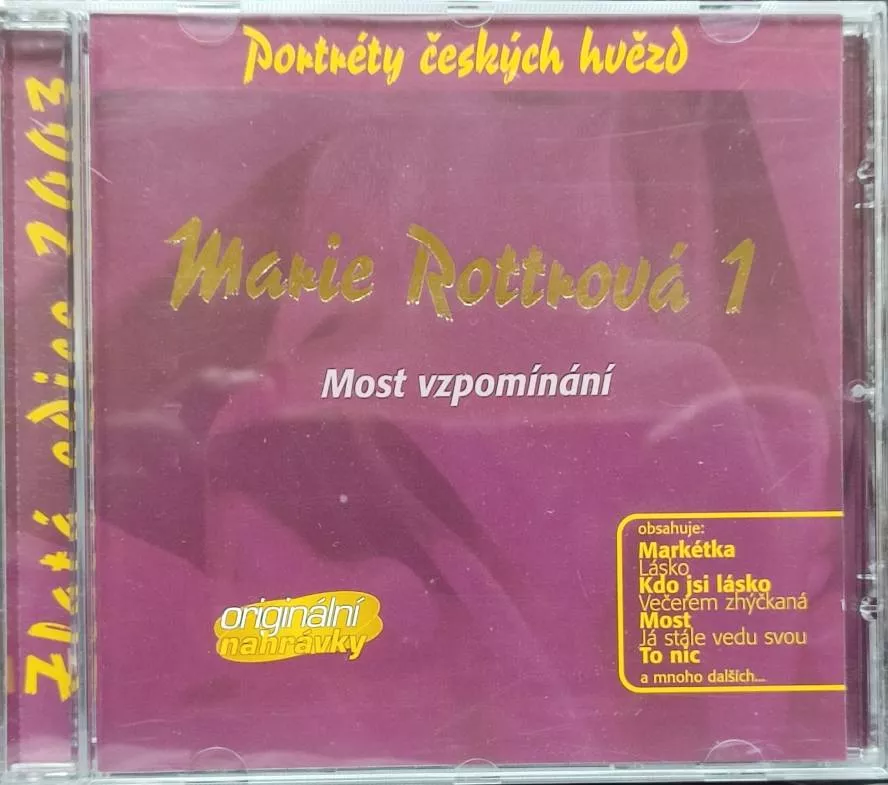 Portréty českých hvězd
Zlatá edice 2003
Marie Rottrová 1
Most vzpomínání
originální
nahrávky
obsahuje:
Markétka
Lásko
Kdo jsi lásko
Večerem zhýčkaná
Most
Já stále vedu svou
To nic
a mnoho dalších...